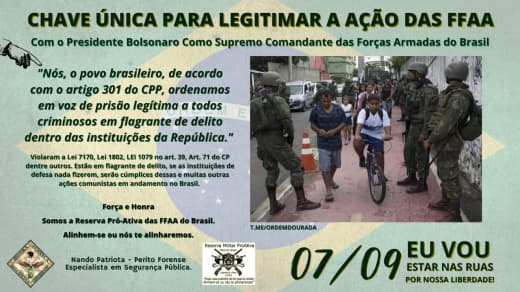 CHAVE ÚNICA PARA LEGITIMAR A AÇÃO DAS FFAA
Com o Presidente Bolsonaro Como Supremo Comandante das Forças Armadas do Brasil
"Nós, o povo brasileiro, de acordo
com o artigo 301 do CPP, ordenamos
em voz de prisão legítima a todos
criminosos em flagrante de delito
dentro das instituições da República."
Violaram a Lei 7170, Lei 1802, LEI 1079 no art. 39, Art. 71 do CP
dentre outros. Estão em flagrante de delito, se as instituições de
defesa nada fizerem, serão cúmplices dessas e muitas outras
ações comunistas em andamento no Brasil.
Força e Honra
Somos a Reserva Pró-Ativa das FFAA do Brasil.
Alinhem-se ou nós te alinharemos.
Nando Patriota - Perito Forense
Especialista em Segurança Pública.
Reserva Militar ProAtiva
T.ME/ORDEMDOURADA
07/09
EU VOU
ESTAR NAS RUAS
POR NOSSA LIBERDADE!